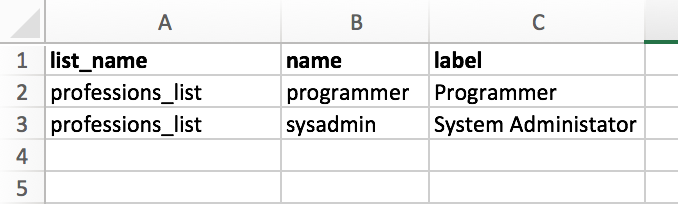 A B C
1 list_name name label
2 professions_list programmer Programmer
3 professions_list sysadmin System Administator
4
5